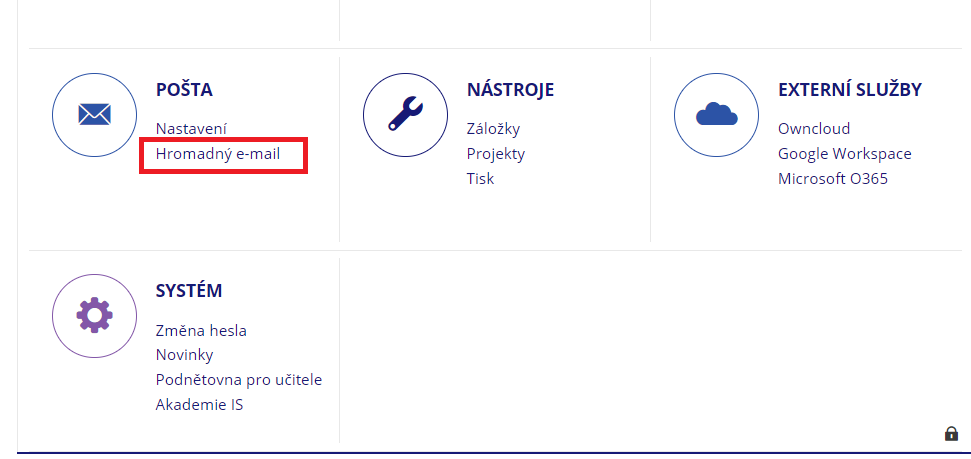 POŠTA
Nastavení
Hromadný e-mail
NÁSTROJE
Záložky
Projekty
Tisk
EXTERNÍ SLUŽBY
Owncloud
Google Workspace
Microsoft O365
SYSTÉM
Změna hesla
Novinky
Podnětovna pro učitele
Akademie IS